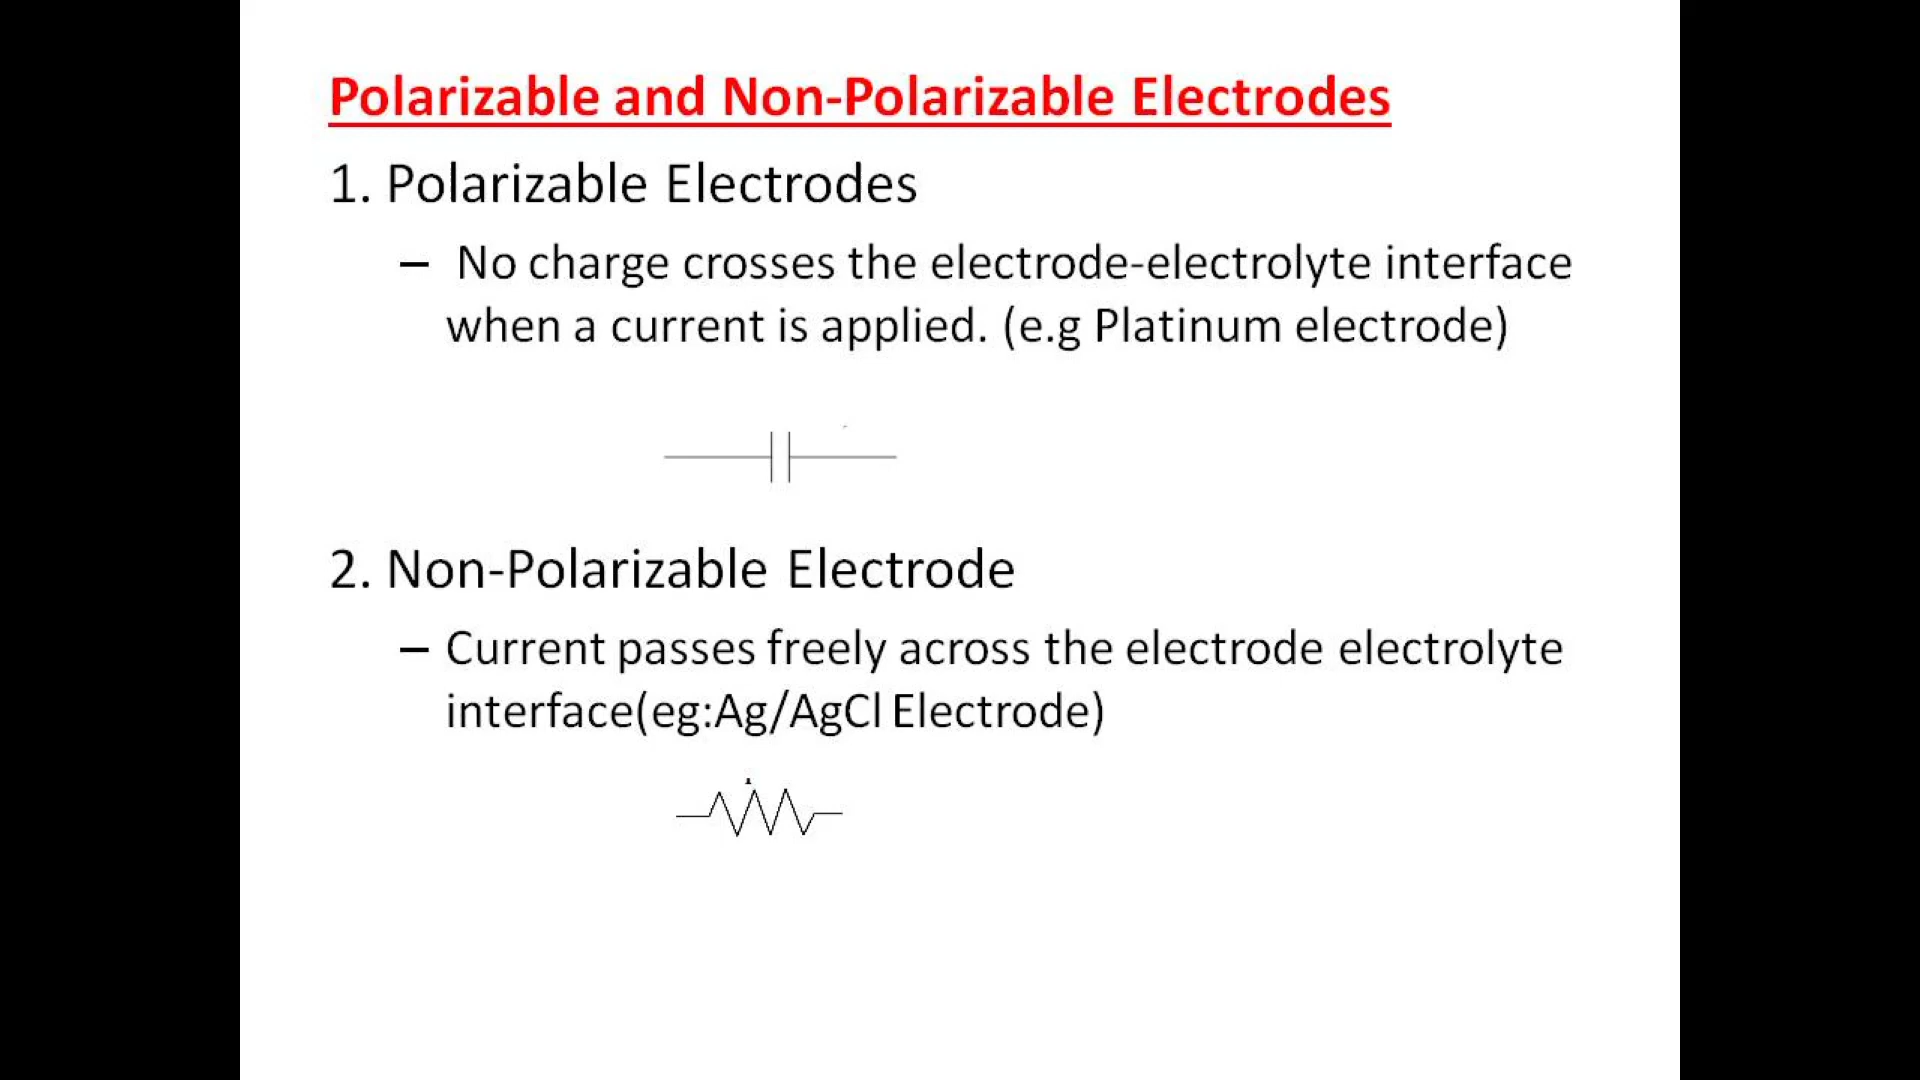 Polarizable and Non-Polarizable Electrodes
1. Polarizable Electrodes
– No charge crosses the electrode-electrolyte interface
when a current is applied. (e.g Platinum electrode)
2. Non-Polarizable Electrode
– Current passes freely across the electrode electrolyte
interface(eg:Ag/AgCl Electrode)